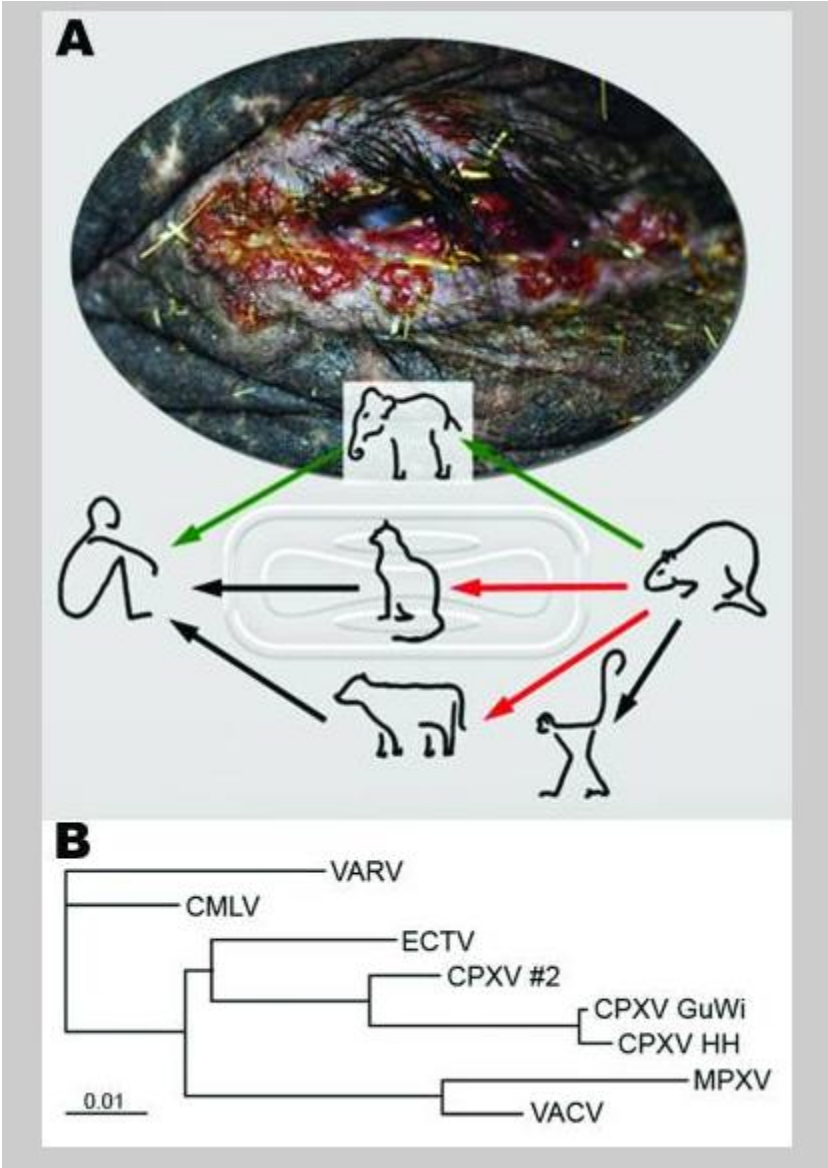 A
B
VARV
CMLV
ECTV
CPXV #2
CPXV GuWi
CPXV HH
MPXV
VACV
0.01